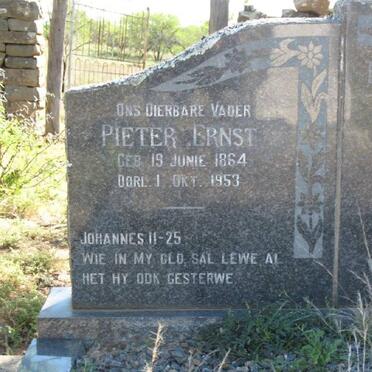 ONS DIERBARE VADER
PIETER ERNST
GEB. 19 JUNIE 1864
OORL. 1 OKT. 1953
JOHANNES 11-25
WIE IN MY GLO, SAL LEWE AL
HET HY OOK GESTERWE